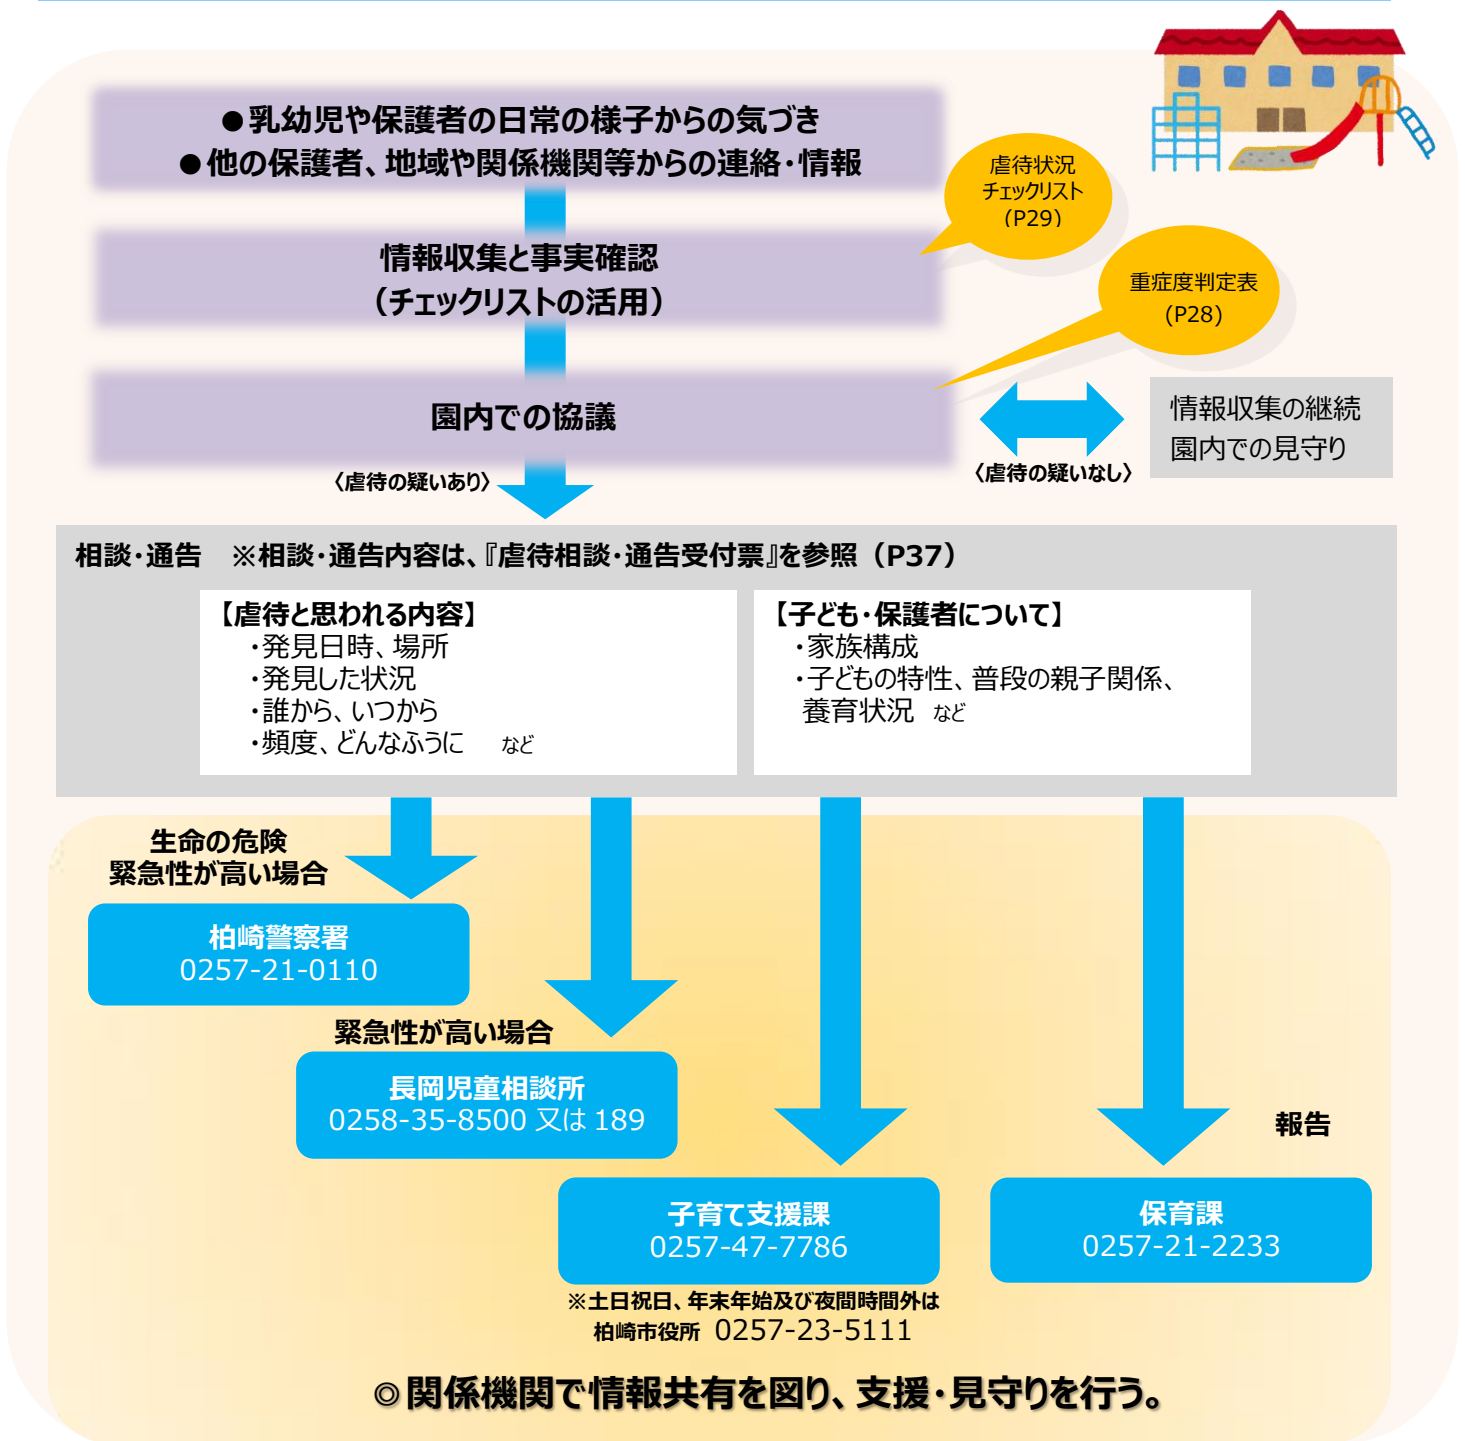 ●乳幼児や保護者の日常の様子からの気づき
●他の保護者、地域や関係機関等からの連絡・情報
虐待状況
チェックリスト
(P29)
情報収集と事実確認
（チェックリストの活用）
重症度判定表
(P28)
園内での協議
情報収集の継続
園内での見守り
〈虐待の疑いあり〉
〈虐待の疑いなし〉
相談・通告　※相談・通告内容は、『虐待相談・通告受付票』を参照（P37）
【虐待と思われる内容】
・発見日時、場所
・発見した状況
・誰から、いつから
・頻度、どんなふうに　など
【子ども・保護者について】
・家族構成
・子どもの特性、普段の親子関係、
養育状況　など
生命の危険
緊急性が高い場合
柏崎警察署
0257-21-0110
緊急性が高い場合
長岡児童相談所
0258-35-8500 又は 189
報告
子育て支援課
0257-47-7786
保育課
0257-21-2233
※土日祝日、年末年始及び夜間時間外は
柏崎市役所 0257-23-5111
◎関係機関で情報共有を図り、支援・見守りを行う。